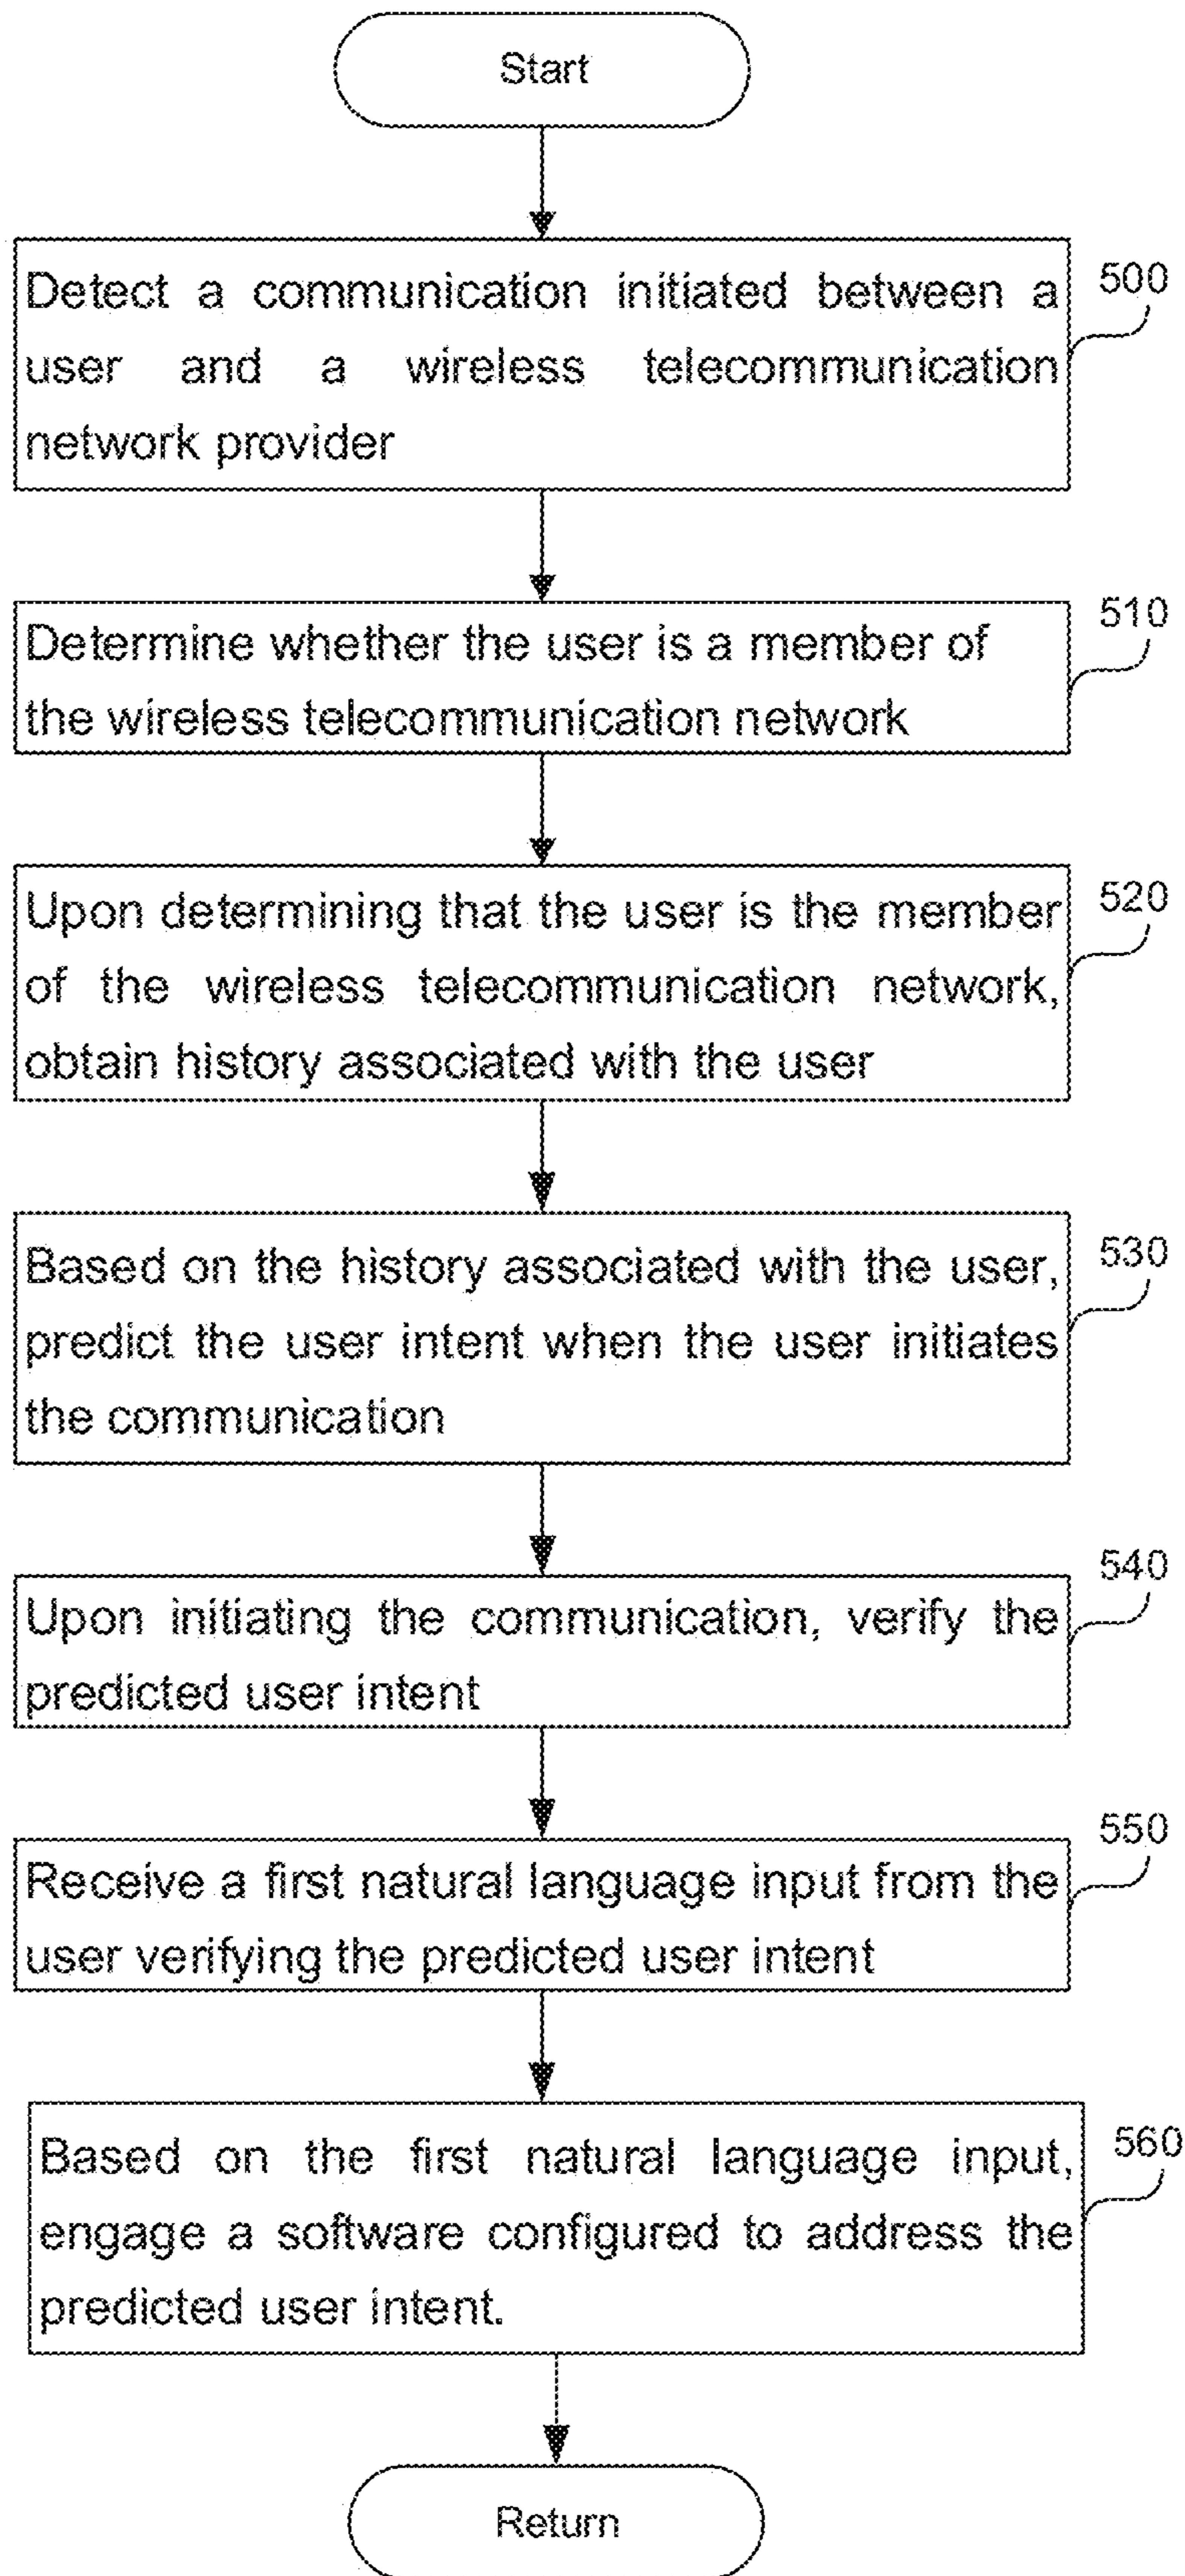 Start
Detect a communication initiated between a
user and a wireless telecommunication
network provider
500
Determine whether the user is a member of
the wireless telecommunication network
510
Upon determining that the user is the member
of the wireless telecommunication network,
obtain history associated with the user
520
Based on the history associated with the user,
predict the user intent when the user initiates
the communication
530
Upon initiating the communication, verify the
predicted user intent
540
Receive a first natural language input from the
user verifying the predicted user intent
550
Based on the first natural language input,
engage a software configured to address the
predicted user intent.
560
Return